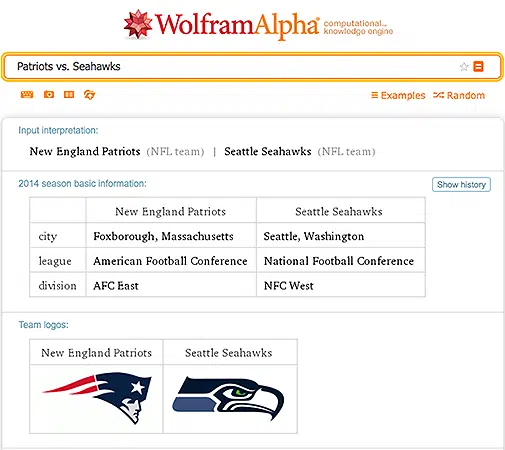 WolframAlpha computational... knowledge engine
Patriots vs. Seahawks
Examples Random
Input interpretation:
New England Patriots (NFL team) | Seattle Seahawks (NFL team)
2014 season basic information: Show history
New England Patriots Seattle Seahawks
city Foxborough, Massachusetts Seattle, Washington
league American Football Conference National Football Conference
division AFC East NFC West
Team logos:
New England Patriots Seattle Seahawks